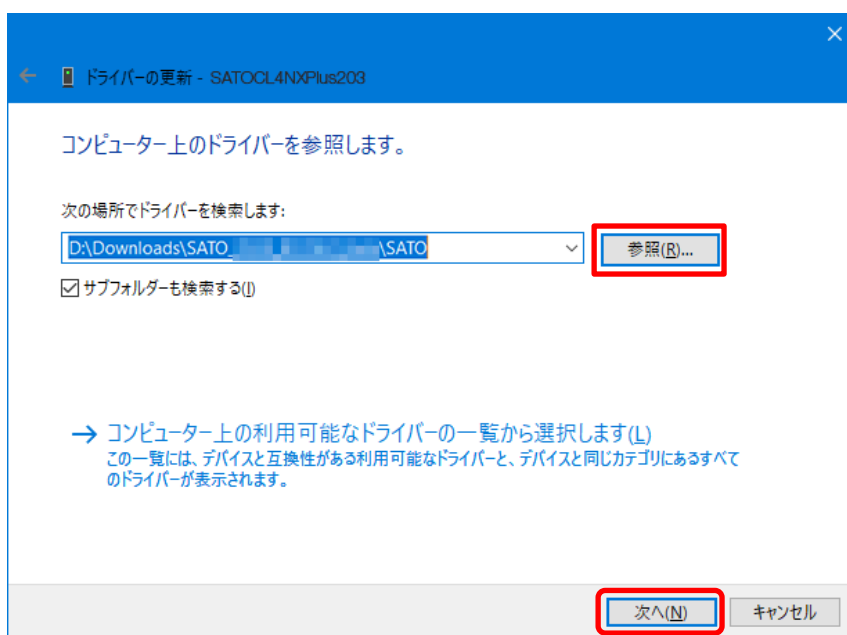 ドライバーの更新 - SATOCL4NXPlus203
コンピューター上のドライバーを参照します。
次の場所でドライバーを検索します:
D:\Downloads\SATO_ \SATO
参照(R)...
サブフォルダーも検索する(I)
→ コンピューター上の利用可能なドライバーの一覧から選択します(L)
この一覧には、デバイスと互換性がある利用可能なドライバーと、デバイスと同じカテゴリにあるすべて
のドライバーが表示されます。
次へ(N)
キャンセル